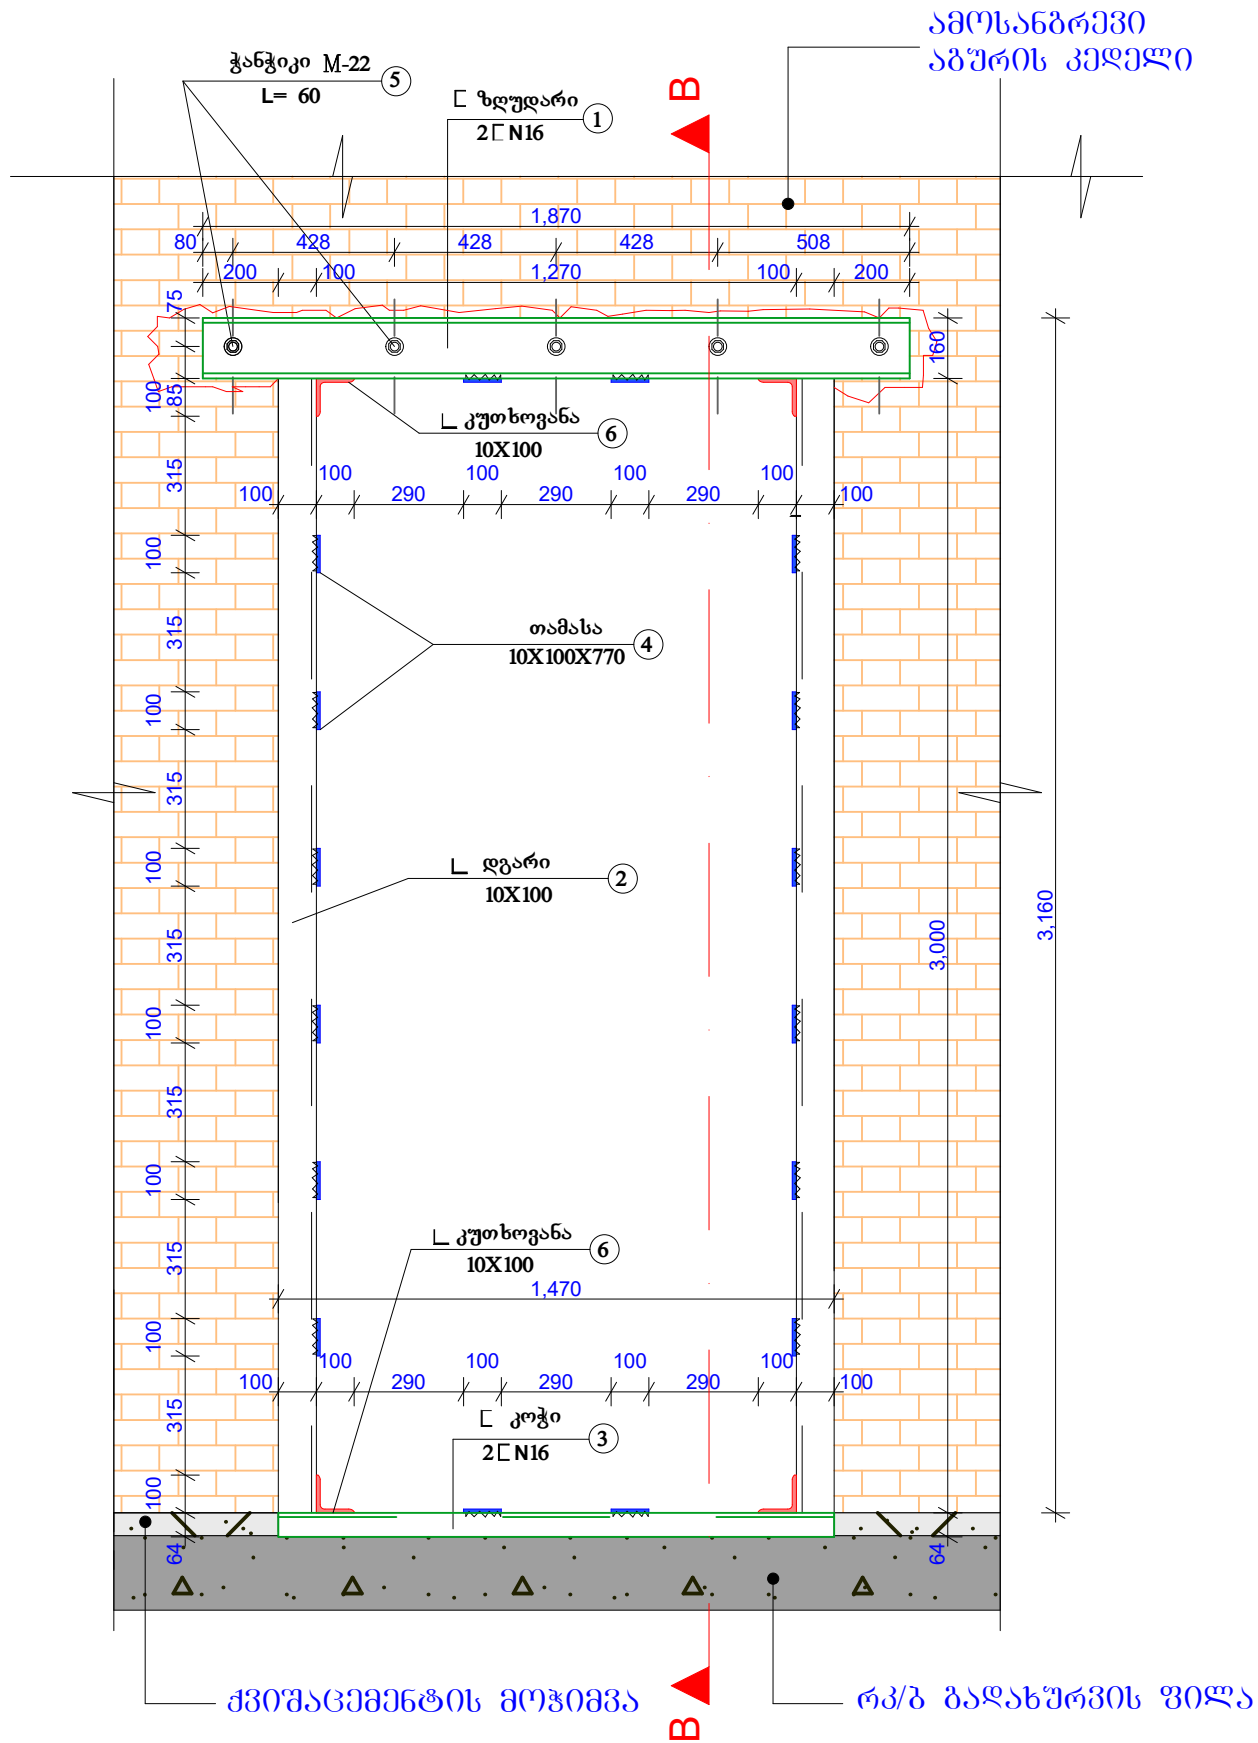 ამოსანგრევი
აგურის კედელი
ჭანჭიკი M-22
L= 60
5
ზღუდარი
2 N16
1
B
1,870
80
428
428
428
508
200
100
1,270
100
200
75
160
100
85
კუთხოვანა
10X100
6
315
100
100
100
100
100
290
290
290
100
100
315
თამასა
10X100X770
4
100
315
100
დგარი
10X100
2
315
3,000
3,160
100
315
100
კუთხოვანა
10X100
6
315
1,470
100
100
100
100
100
100
290
290
290
100
315
კოჭი
2 N16
3
100
64
64
ქვიშაცემენტის მოჭიმვა
B
რკ/ბ გადახურვის ფილა